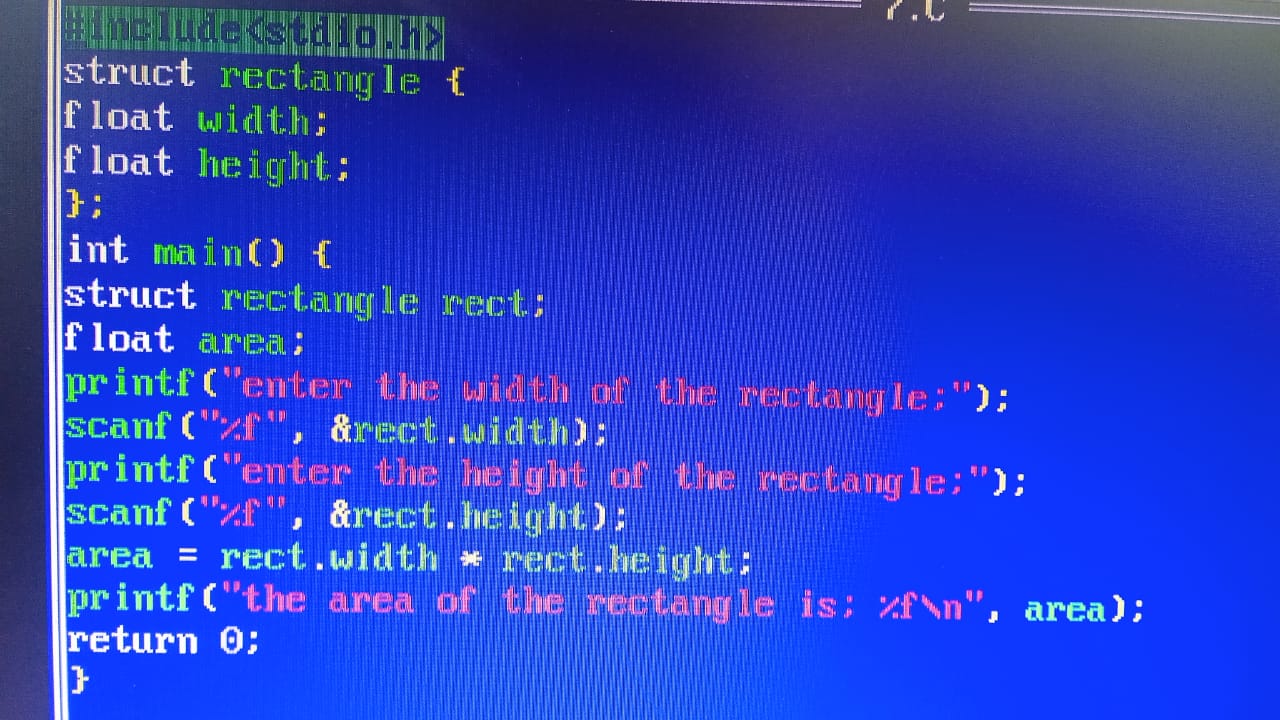 7.C
#include<stdio.h>
struct rectangle {
float width;
float height;
};
int main() {
struct rectangle rect;
float area;
printf("enter the width of the rectangle;");
scanf("%f", &rect.width);
printf("enter the height of the rectangle;");
scanf("%f", &rect.height);
area = rect.width * rect.height;
printf("the area of the rectangle is; %f\n", area);
return 0;
}